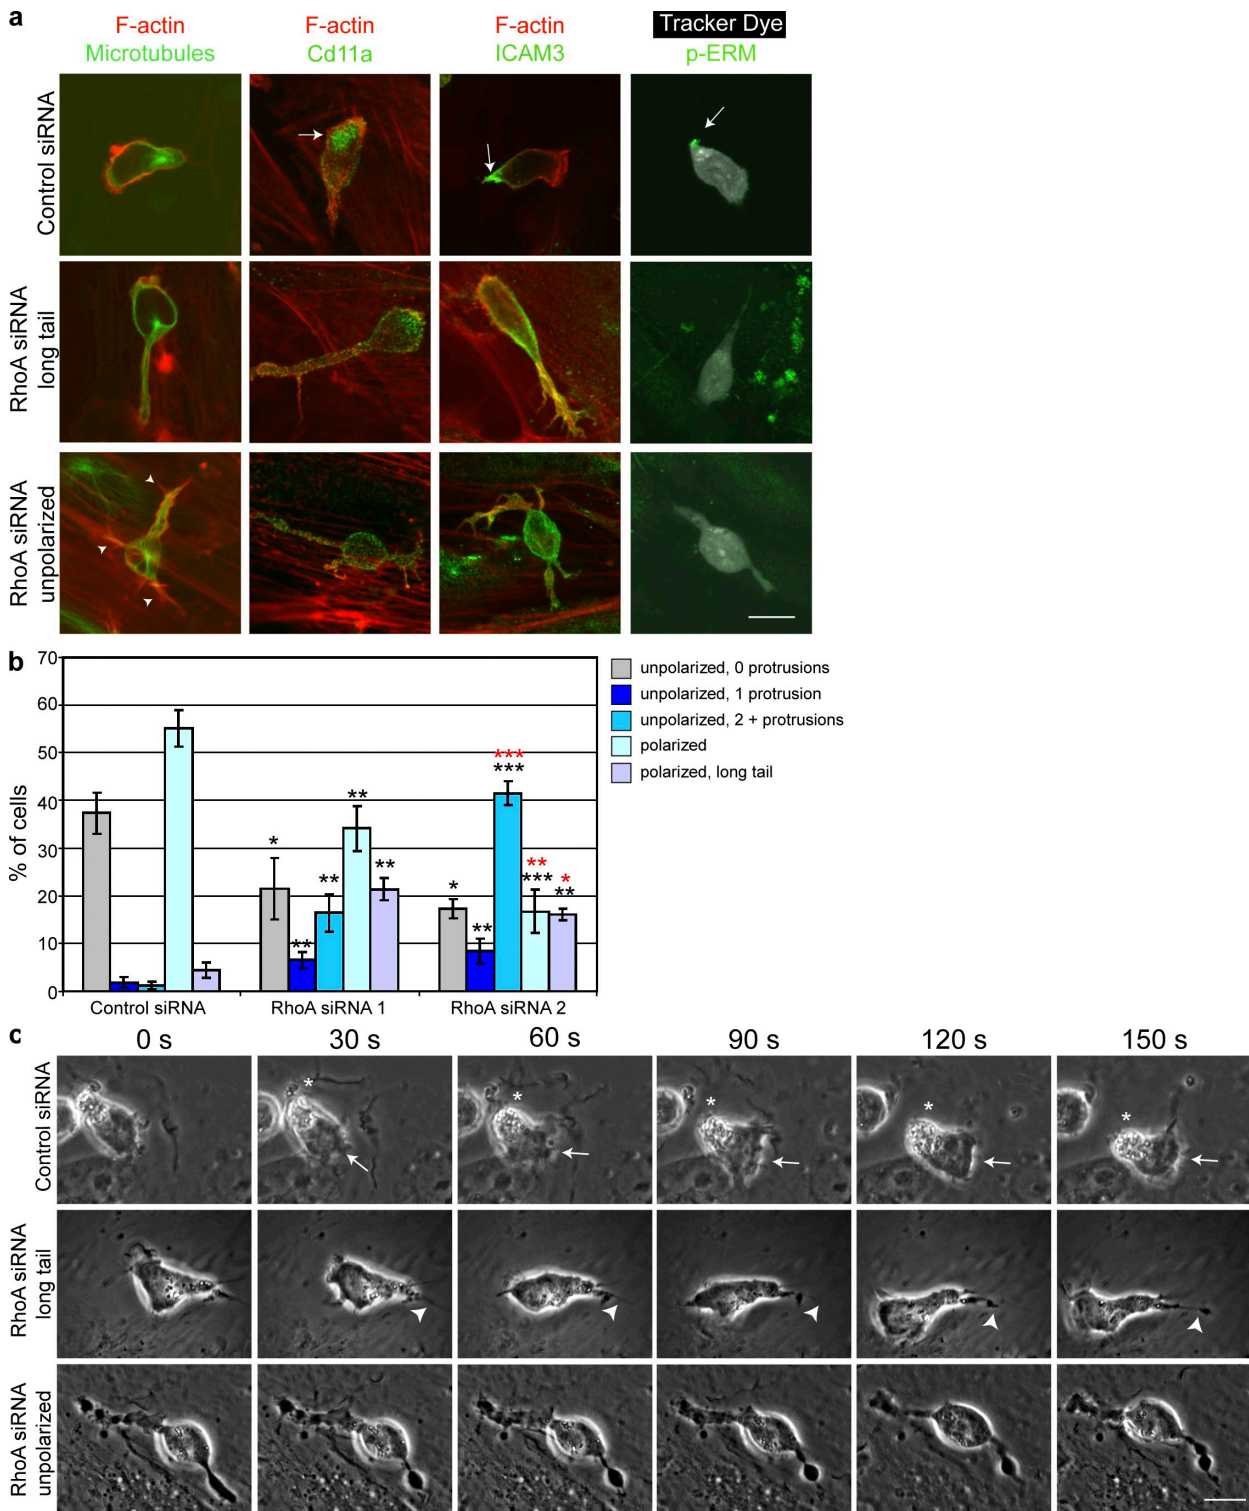 a
F-actin F-actin F-actin Tracker Dye
Microtubules Cd11a ICAM3 p-ERM
Control siRNA
RhoA siRNA
long tail
RhoA siRNA
unpolarized
b
70
60
50
40
30
20
10
0
% of cells
***
***
**
**
*
**
**
**
***
*
**
*
**
Control siRNA RhoA siRNA 1 RhoA siRNA 2
unpolarized, 0 protrusions
unpolarized, 1 protrusion
unpolarized, 2 + protrusions
polarized
polarized, long tail
c
0 s 30 s 60 s 90 s 120 s 150 s
Control siRNA
* * * * *
RhoA siRNA
long tail
RhoA siRNA
unpolarized